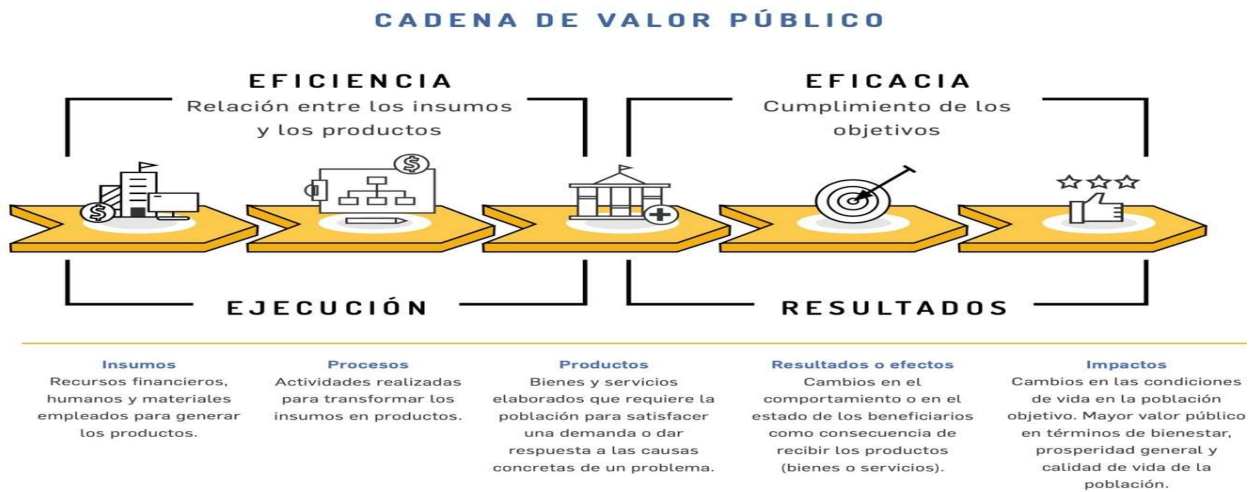 CADENA DE VALOR PÚBLICO
EFICIENCIA
Relación entre los insumos
y los productos
EFICACIA
Cumplimiento de los
objetivos
$
$
EJECUCIÓN
RESULTADOS
Insumos
Recursos financieros,
humanos y materiales
empleados para generar
los productos.
Procesos
Actividades realizadas
para transformar los
insumos en productos.
Productos
Bienes y servicios
elaborados que requiere la
población para satisfacer
una demanda o dar
respuesta a las causas
concretas de un problema.
Resultados o efectos
Cambios en el
comportamiento o en el
estado de los beneficiarios
como consecuencia de
recibir los productos
(bienes o servicios).
Impactos
Cambios en las condiciones
de vida en la población
objetivo. Mayor valor público
en términos de bienestar,
prosperidad general y
calidad de vida de la
población.